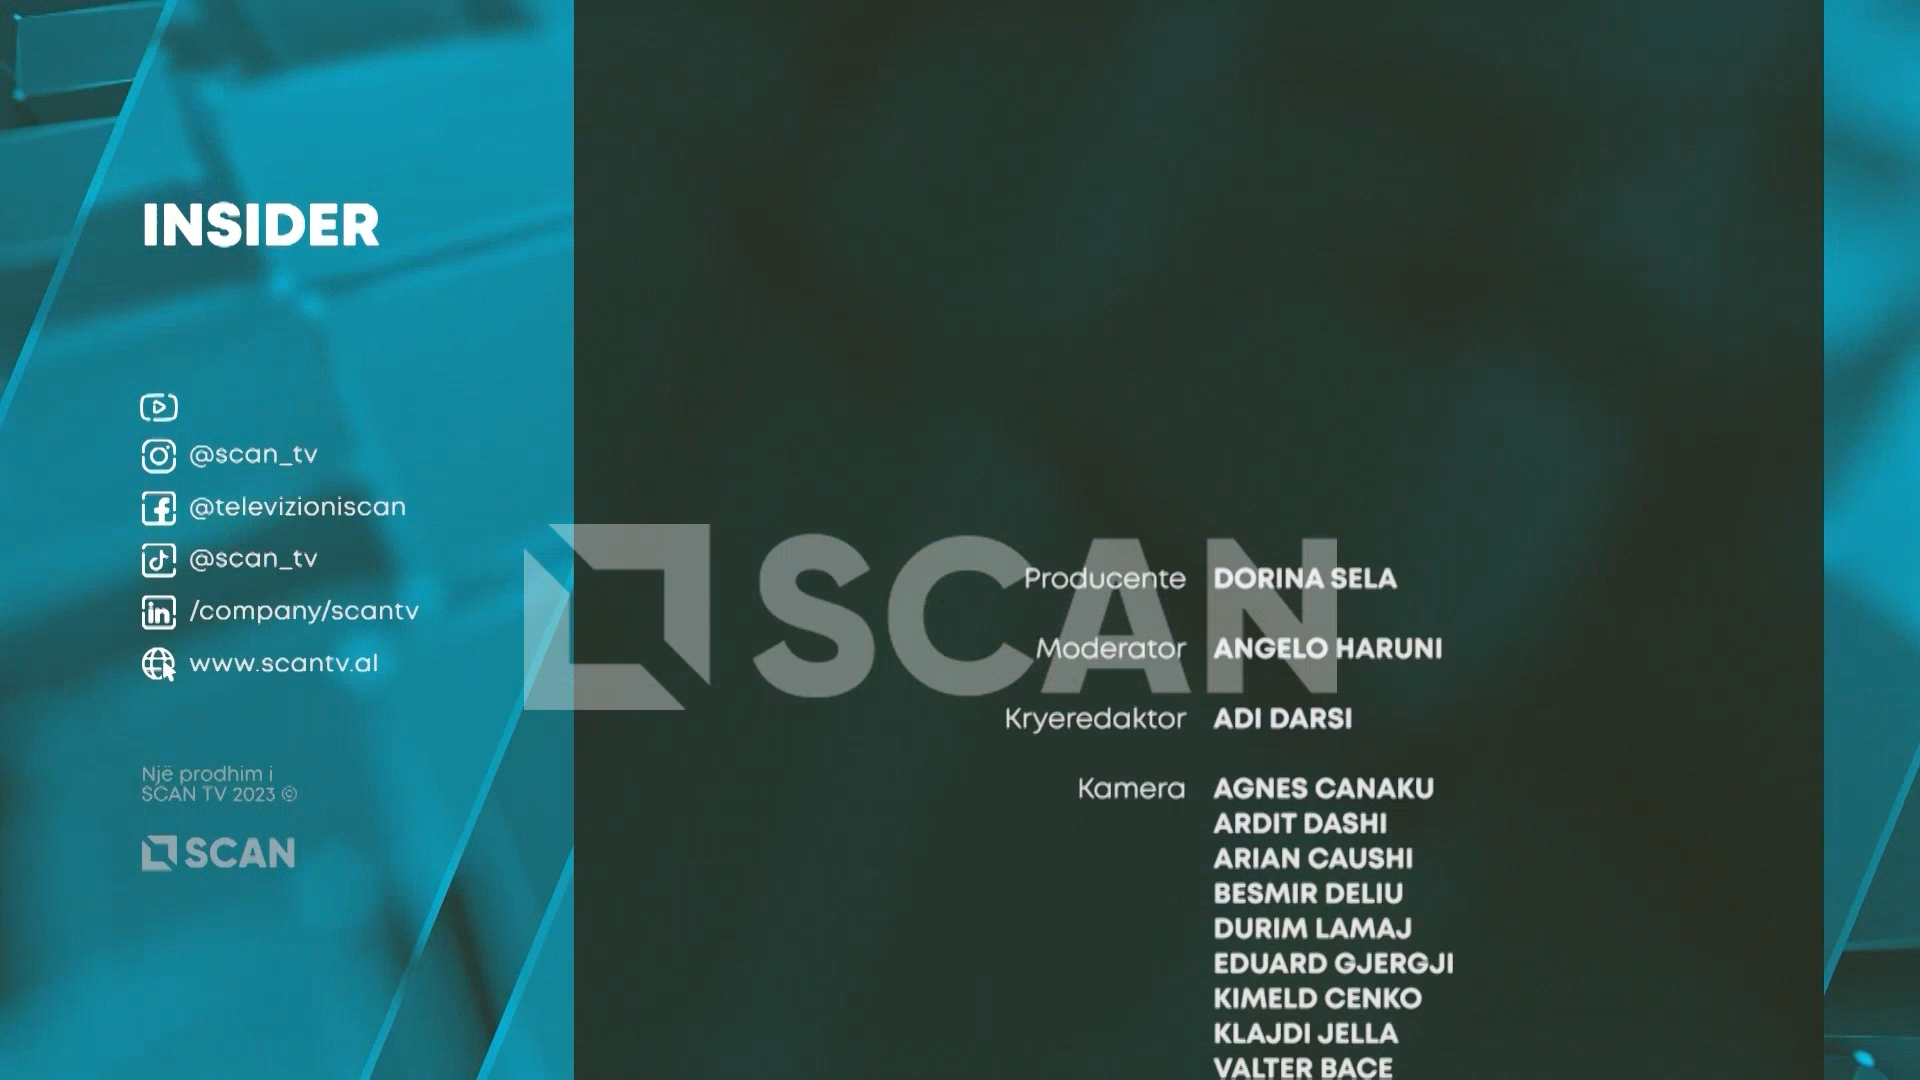 INSIDER
@scan_tv
@televizioniscan
@scan_tv
/company/scantv
www.scantv.al
Një prodhim i
SCAN TV 2023 ©
SCAN
SCAN
Producente DORINA SELA
Moderator ANGELO HARUNI
Kryeredaktor ADI DARSI
Kamera AGNES CANAKU
ARDIT DASHI
ARIAN CAUSHI
BESMIR DELIU
DURIM LAMAJ
EDUARD GJERGJI
KIMELD CENKO
KLAJDI JELLA
VALTER BACE